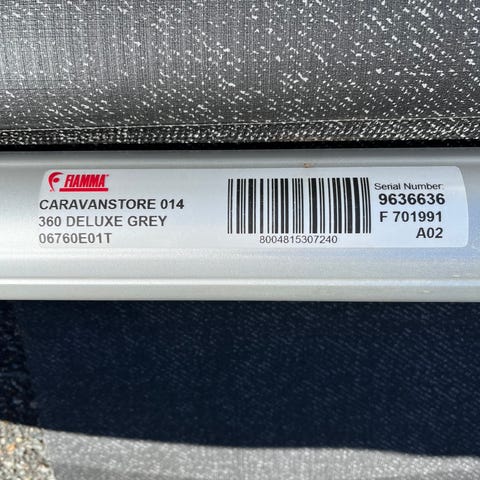 FIAMMA
CARAVANSTORE 014
360 DELUXE GREY
06760E01T
8004815307240
Serial Number:
9636636
F 701991
A02